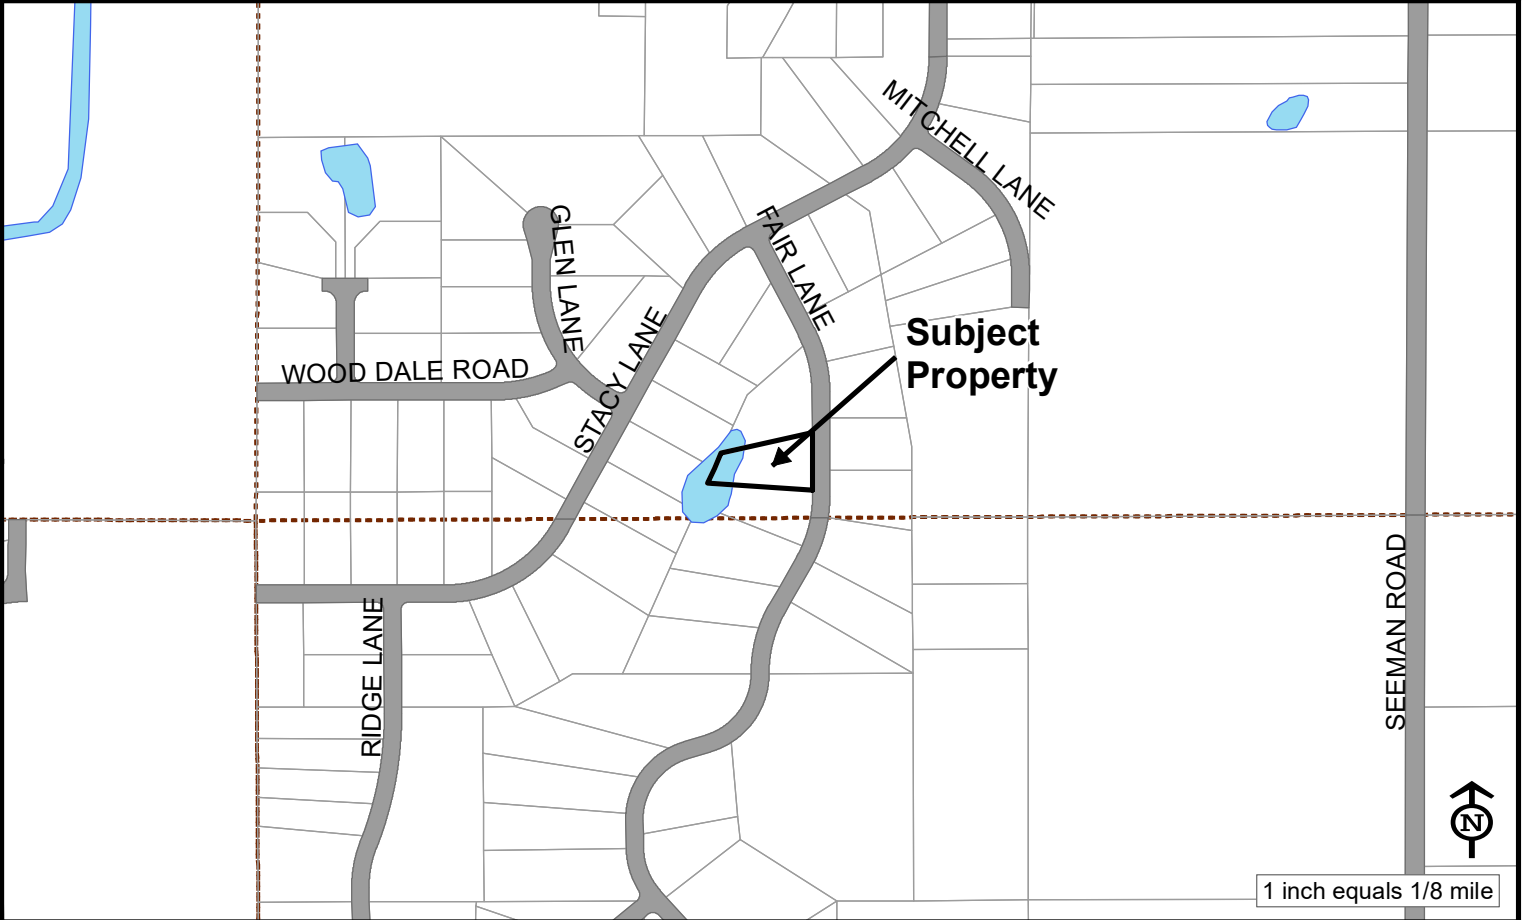 MITCHELL LANE
GLEN LANE
FAIR LANE
STACY LANE
Subject
Property
WOOD DALE ROAD
SEEMAN ROAD
RIDGE LANE
N
1 inch equals 1/8 mile